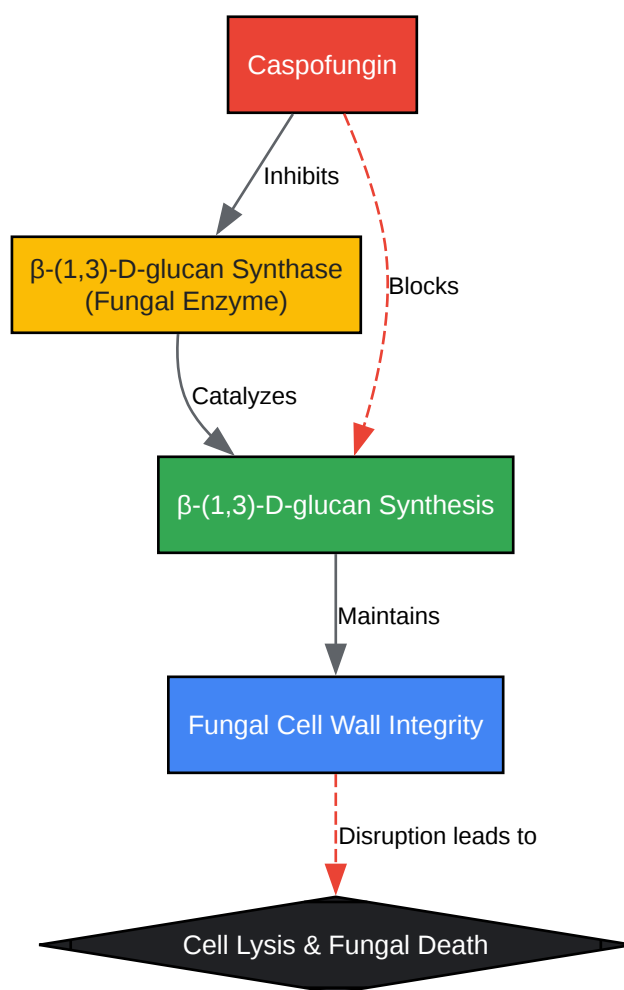 Caspofungin
Inhibits
β-(1,3)-D-glucan Synthase
(Fungal Enzyme)
Blocks
Catalyzes
β-(1,3)-D-glucan Synthesis
Maintains
Fungal Cell Wall Integrity
Disruption leads to
Cell Lysis & Fungal Death